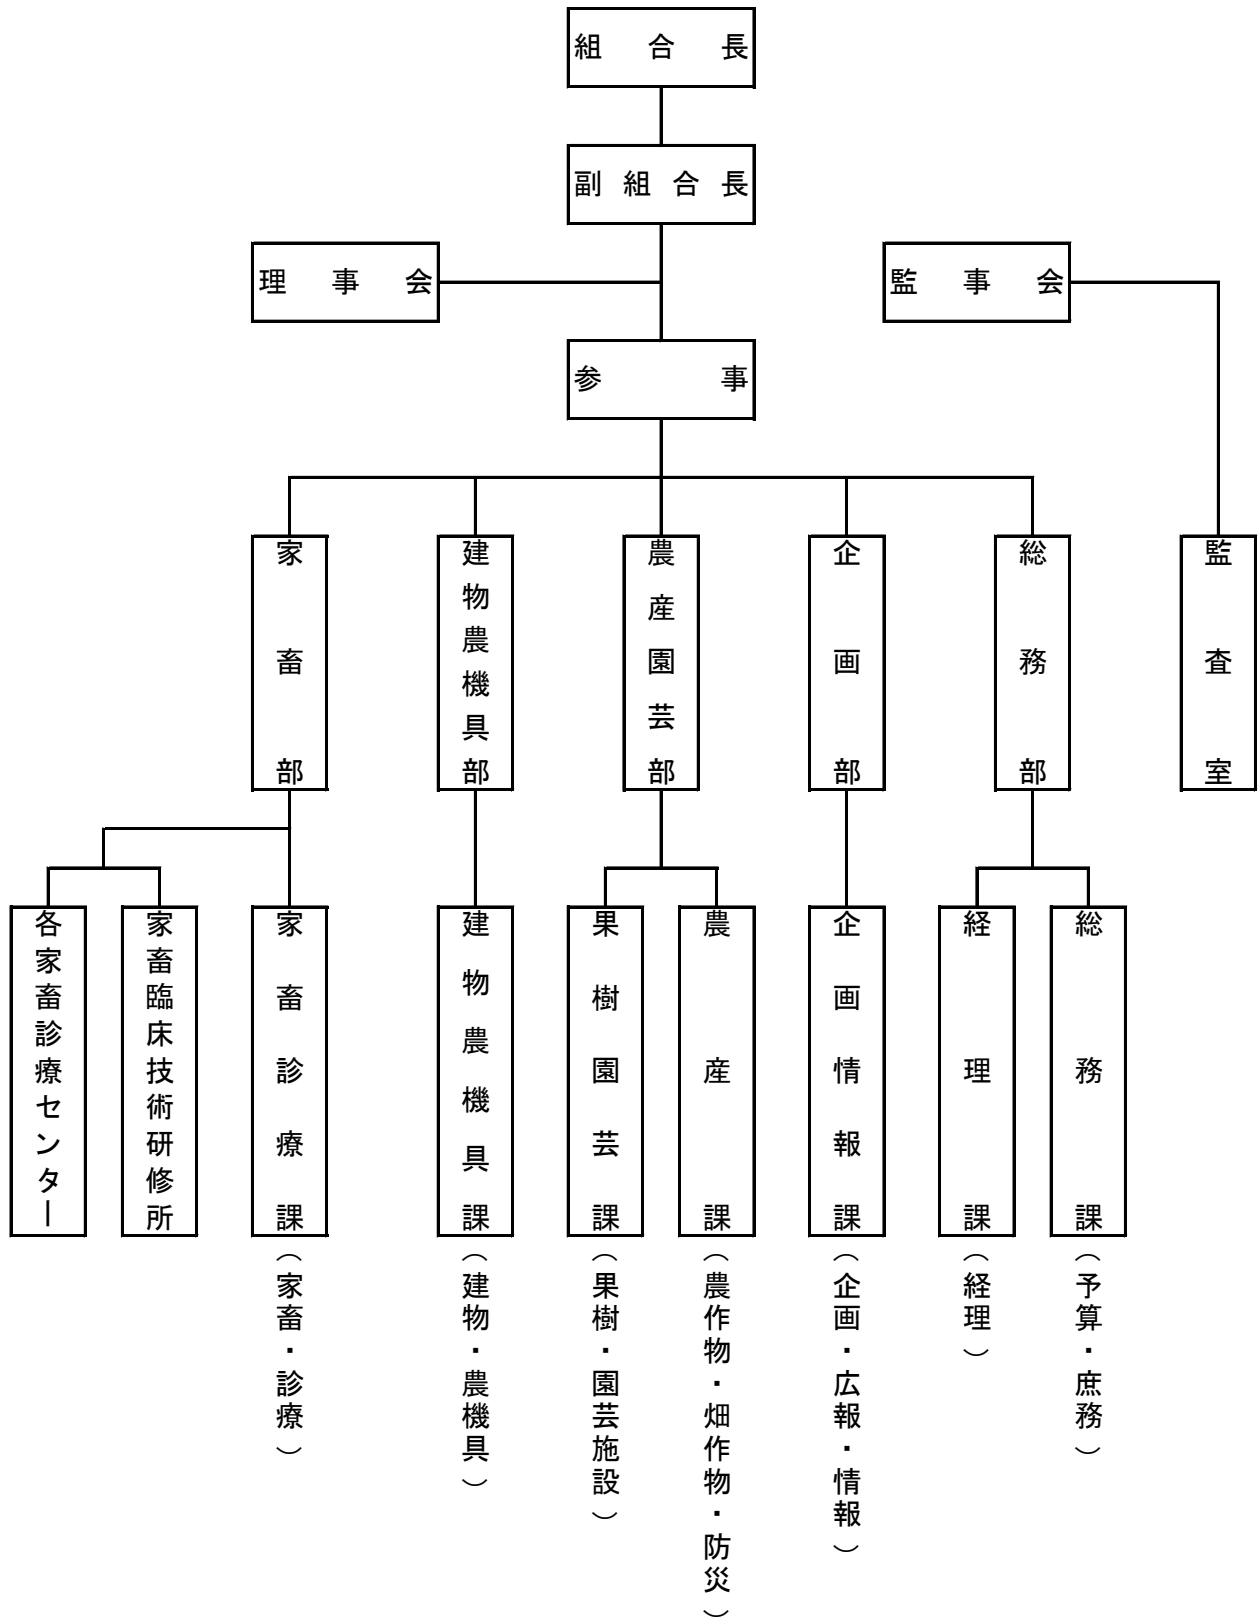 組合長
副組合長
理事会
監事会
参事
監査室
総務部
企画部
農産園芸部
建物農機具部
家畜部
総務課
(予算・庶務)
経理課
(経理)
企画情報課
(企画・広報・情報)
農産課
(農作物・畑作物・防災)
果樹園芸課
(果樹・園芸施設)
建物農機具課
(建物・農機具)
家畜診療課
(家畜・診療)
家畜臨床技術研修所
各家畜診療センター